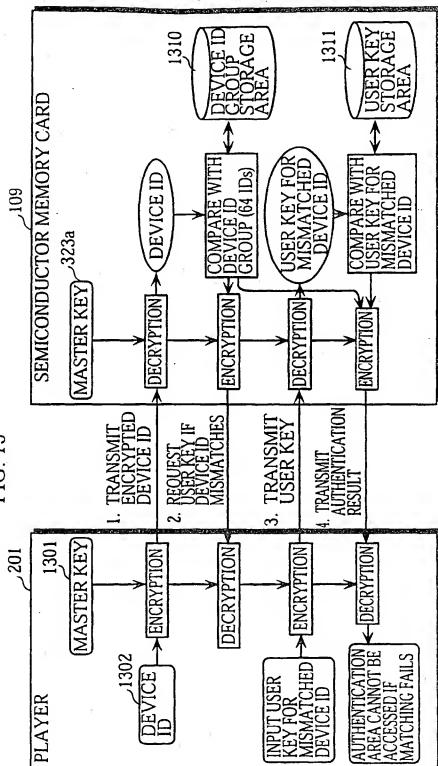 FIG. 13
201
PLAYER
1301
MASTER KEY
1302
DEVICE
ID
ENCRYPTION
DECRYPTION
INPUT USER
KEY FOR
MISMATCHED
DEVICE ID
ENCRYPTION
AUTHENTICATION
AREA CANNOT BE
ACCESSED IF
MATCHING FAILS
DECRYPTION
1. TRANSMIT
ENCRYPTED
DEVICE ID
2. REQUEST
USER KEY IF
DEVICE ID
MISMATCHES
3. TRANSMIT
USER KEY
4. TRANSMIT
AUTHENTICATION
RESULT
109
SEMICONDUCTOR MEMORY CARD
323a
MASTER KEY
DECRYPTION
DEVICE ID
ENCRYPTION
COMPARE WITH
DEVICE ID
GROUP (64 IDs)
1310
DEVICE ID
GROUP
STORAGE
AREA
DECRYPTION
USER KEY FOR
MISMATCHED
DEVICE ID
ENCRYPTION
COMPARE WITH
USER KEY FOR
MISMATCHED
DEVICE ID
1311
USER KEY
STORAGE
AREA